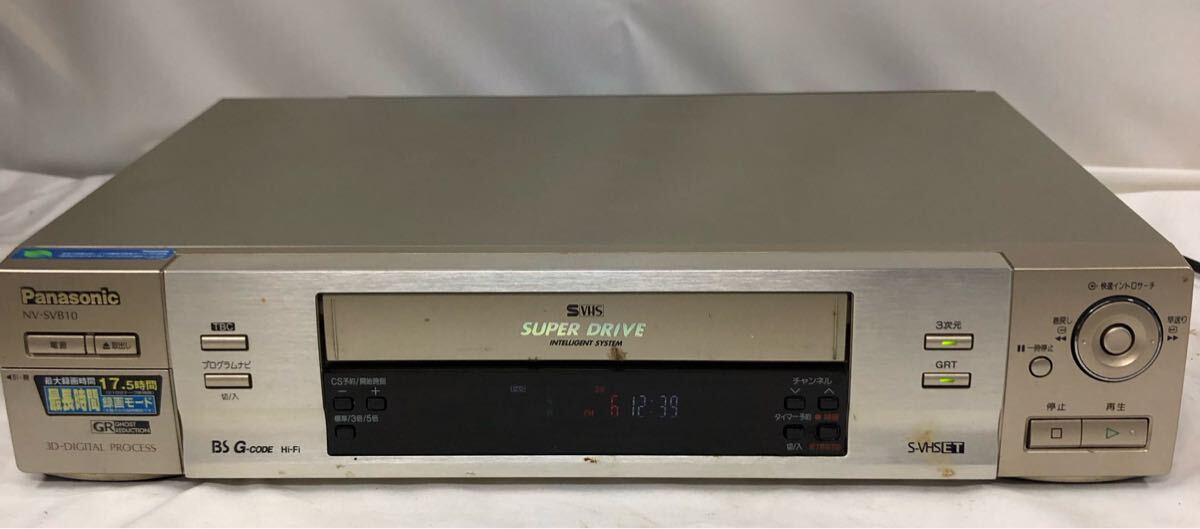 Panasonic
NV-SVB10
電源
▲取出し
最大録画時間 17.5時間
最長時間 録画モード
GR GHOST REDUCTION
3D-DIGITAL PROCESS
TBC
プログラムナビ
切/入
BS G-CODE Hi-Fi
S VHS
SUPER DRIVE
INTELLIGENT SYSTEM
CS予約/開始時刻
− +
標準/3倍/5倍
CH 6 12:39
チャンネル
タイマー予約
● 録画
切/入
3次元
GRT
S-VHS ET
快適イントロサーチ
巻戻し
早送り
一時停止
停止
再生